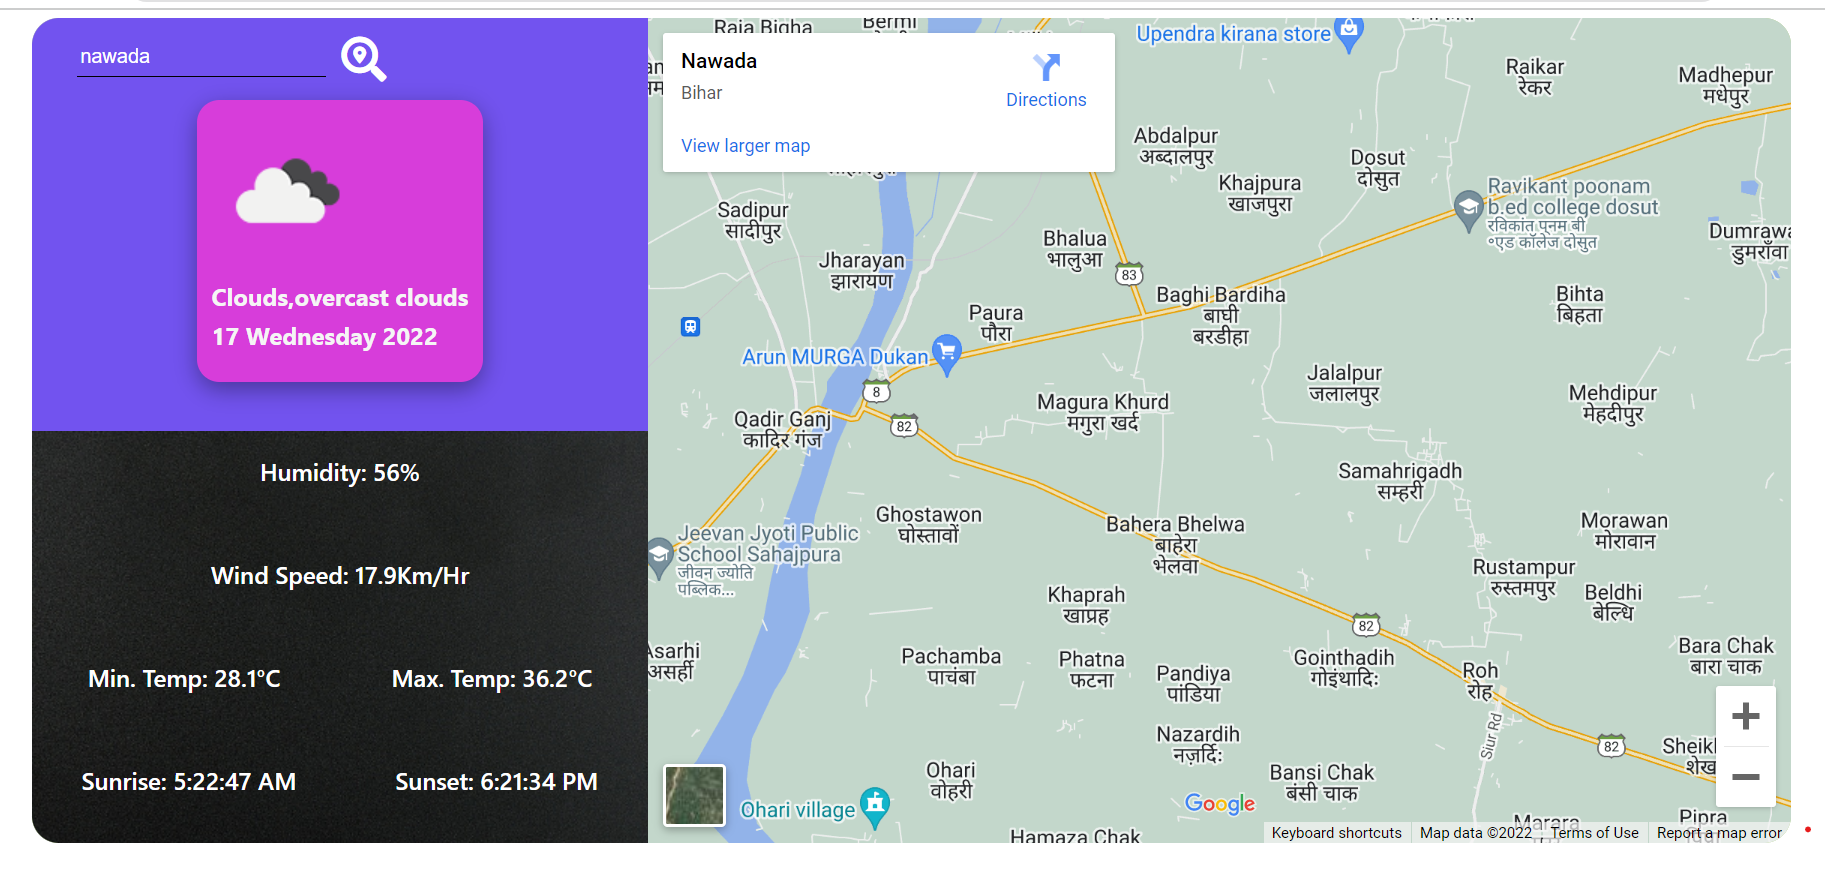 nawada
Clouds,overcast clouds
17 Wednesday 2022
Humidity: 56%
Wind Speed: 17.9Km/Hr
Min. Temp: 28.1°C
Max. Temp: 36.2°C
Sunrise: 5:22:47 AM
Sunset: 6:21:34 PM
Nawada
Bihar
Directions
View larger map
Raja Bigha
Bermi
Upendra kirana store
Raikar
रेकर
Madhepur
मधेपुर
Abdalpur
अब्दालपुर
Dosut
दोसुत
Khajpura
खाजपुरा
Ravikant poonam
b.ed college dosut
रविकांत पूनम बी
°एड कॉलेज दोसुत
Sadipur
सादीपुर
Bhalua
भालुआ
Dumrawa
डुमराँवा
Jharayan
झारायण
83
Baghi Bardiha
बाघी
बरडीहा
Bihta
बिहता
Paura
पौरा
Arun MURGA Dukan
8
Jalalpur
जलालपुर
Mehdipur
मेहदीपुर
Magura Khurd
मगुरा खर्द
Qadir Ganj
कादिर गंज
82
Samahrigadh
सम्हरी
Ghostawon
घोस्तावों
Bahera Bhelwa
बाहेरा
भेलवा
Morawan
मोरावान
Jeevan Jyoti Public
School Sahajpura
जीवन ज्योति
पब्लिक...
Rustampur
रुस्तमपुर
Beldhi
बेल्धि
Khaprah
खाप्रह
82
Asarhi
असर्ही
Pachamba
पाचंबा
Phatna
फटना
Pandiya
पांडिया
Gointhadih
गोइंथादिः
Roh
रोह
Bara Chak
बारा चाक
Siur Rd
Nazardih
नज़र्दिः
82
Sheikh
शेख
Ohari
वोहरी
Bansi Chak
बंसी चाक
Ohari village
Google
Hamaza Chak
Marara
Pipra
Keyboard shortcuts
Map data ©2022
Terms of Use
Report a map error